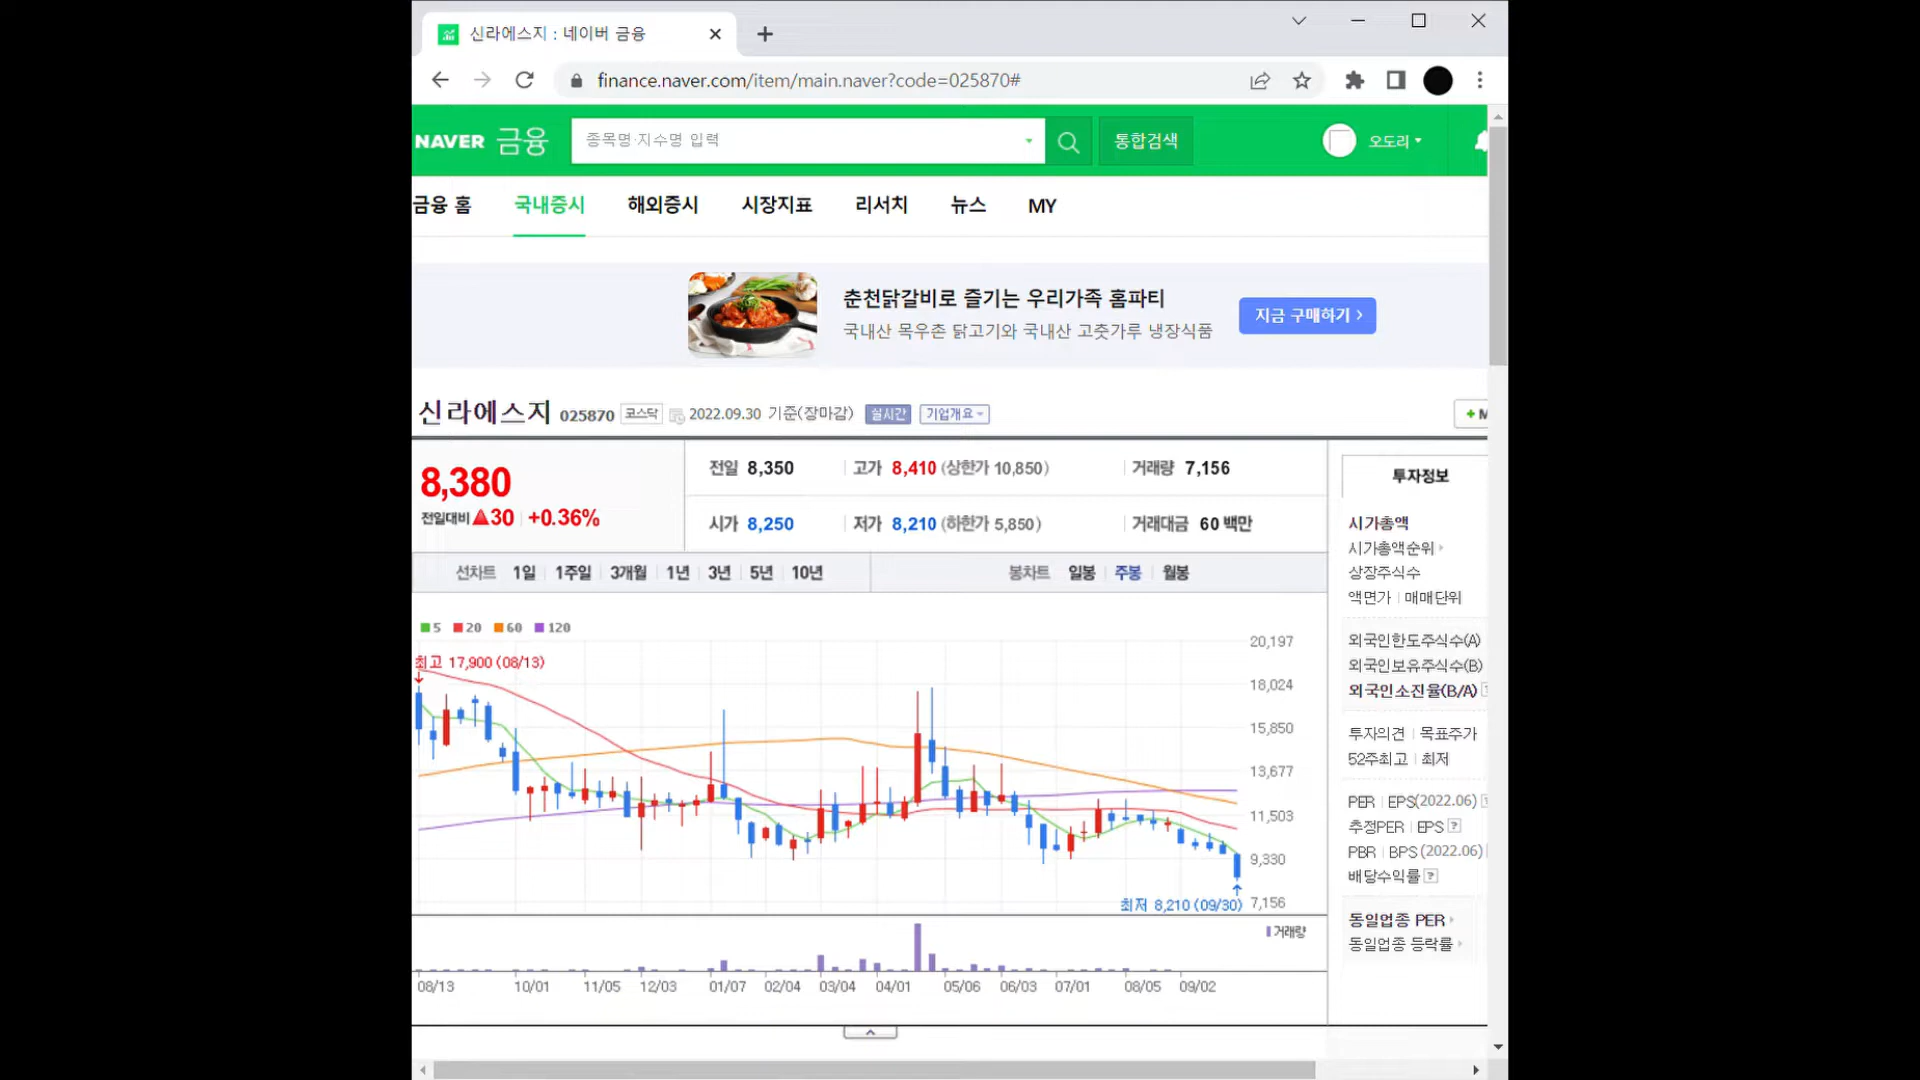 신라에스지 : 네이버 금융
finance.naver.com/item/main.naver?code=025870#
NAVER 금융 종목명·지수명 입력 통합검색 오도리
금융 홈 국내증시 해외증시 시장지표 리서치 뉴스 MY
춘천닭갈비로 즐기는 우리가족 홈파티
국내산 목우촌 닭고기와 국내산 고춧가루 냉장식품
지금 구매하기
신라에스지 025870 코스닥 2022.09.30 기준(장마감) 실시간 기업개요
8,380
전일대비 ▲30 +0.36%
전일 8,350 고가 8,410 (상한가 10,850) 거래량 7,156
시가 8,250 저가 8,210 (하한가 5,850) 거래대금 60 백만
선차트 1일 1주일 3개월 1년 3년 5년 10년 봉차트 일봉 주봉 월봉
5 20 60 120
최고 17,900 (08/13)
20,197
18,024
15,850
13,677
11,503
9,330
7,156
최저 8,210 (09/30)
거래량
08/13 10/01 11/05 12/03 01/07 02/04 03/04 04/01 05/06 06/03 07/01 08/05 09/02
투자정보
시가총액
시가총액순위
상장주식수
액면가 | 매매단위
외국인한도주식수(A)
외국인보유주식수(B)
외국인소진율(B/A)
투자의견 | 목표주가
52주최고 | 최저
PER | EPS(2022.06)
추정PER | EPS
PBR | BPS (2022.06)
배당수익률
동일업종 PER
동일업종 등락률